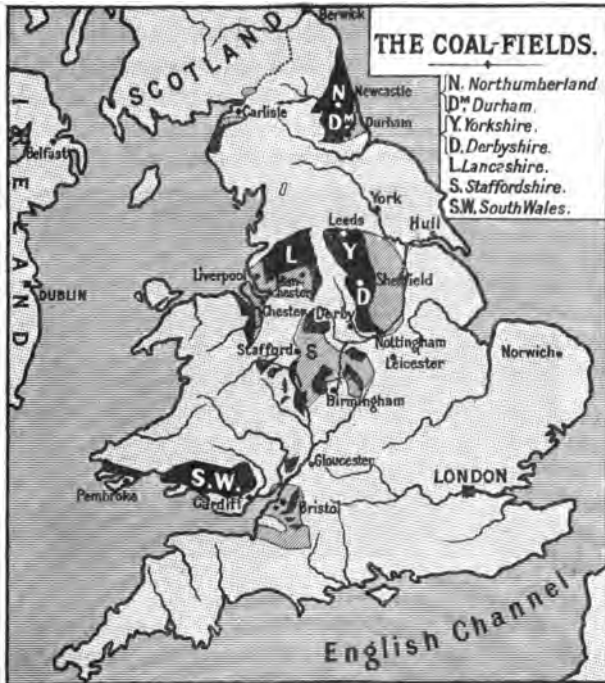 THE COAL-FIELDS.
N. Northumberland
Dᴹ. Durham.
Y. Yorkshire.
D. Derbyshire.
L. Lancashire.
S. Staffordshire.
S.W. South Wales.
SCOTLAND
Berwick
N
Newcastle
Dᴹ
Durham
Carlisle
IRELAND
Belfast
York
Leeds
Hull
L
Y
Liverpool
Man-
chester
Sheffield
DUBLIN
D
Chester
Derby
Nottingham
Stafford
S
Leicester
Norwich
Birmingham
Gloucester
S.W.
LONDON
Pembroke
Cardiff
Bristol
English Channel